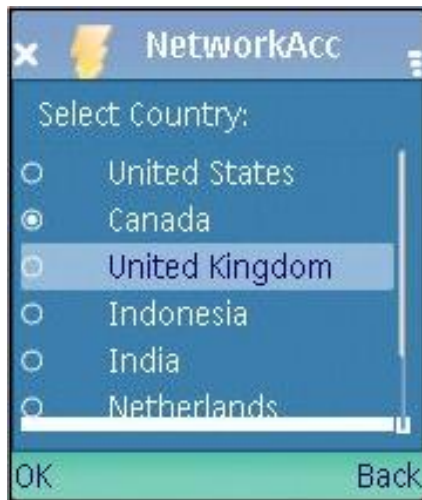 NetworkAcc
Select Country:
United States
Canada
United Kingdom
Indonesia
India
Netherlands
OK Back